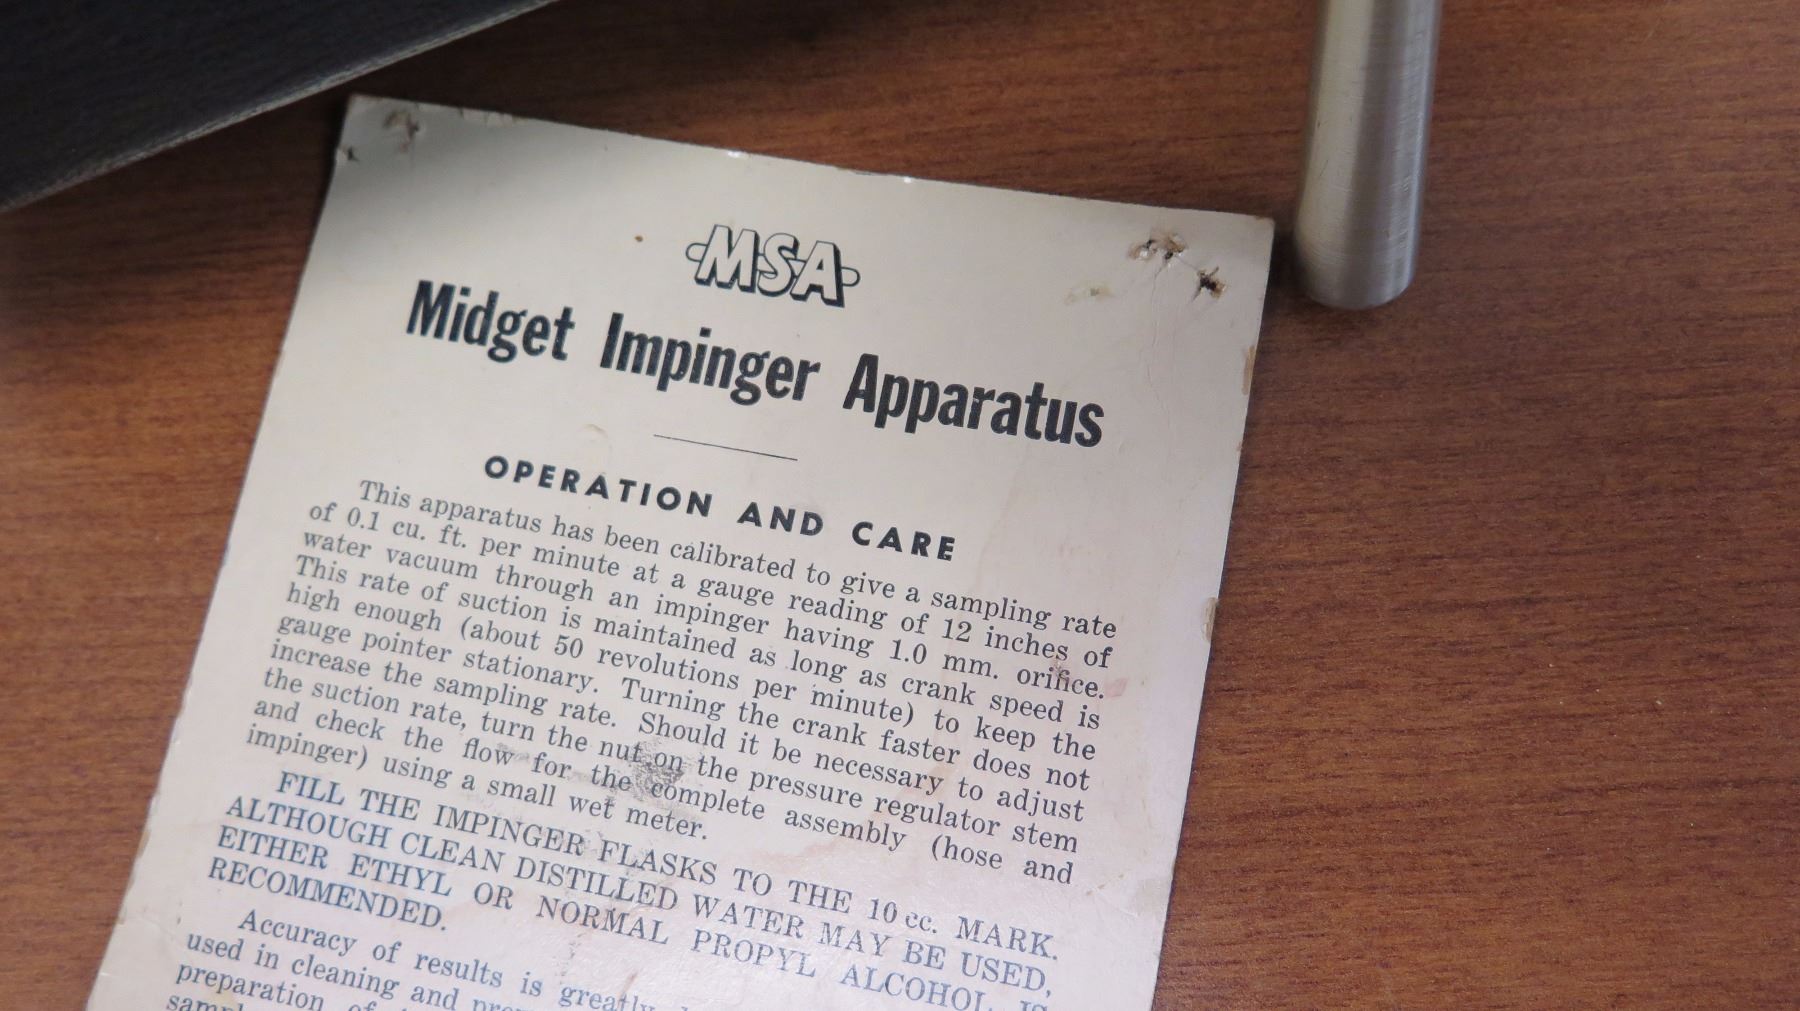 MSA
Midget Impinger Apparatus
OPERATION AND CARE
This apparatus has been calibrated to give a sampling rate
of 0.1 cu. ft. per minute at a gauge reading of 12 inches of
water vacuum through an impinger having 1.0 mm. orifice.
This rate of suction is maintained as long as crank speed is
high enough (about 50 revolutions per minute) to keep the
gauge pointer stationary. Turning the crank faster does not
increase the sampling rate. Should it be necessary to adjust
the suction rate, turn the nut on the pressure regulator stem
and check the flow for the complete assembly (hose and
impinger) using a small wet meter.
FILL THE IMPINGER FLASKS TO THE 10 cc. MARK.
ALTHOUGH CLEAN DISTILLED WATER MAY BE USED,
EITHER ETHYL OR NORMAL PROPYL ALCOHOL IS
RECOMMENDED.
Accuracy of results is greatly
used in cleaning and
preparation of